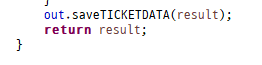 }
out.saveTICKETDATA(result);
return result;
}